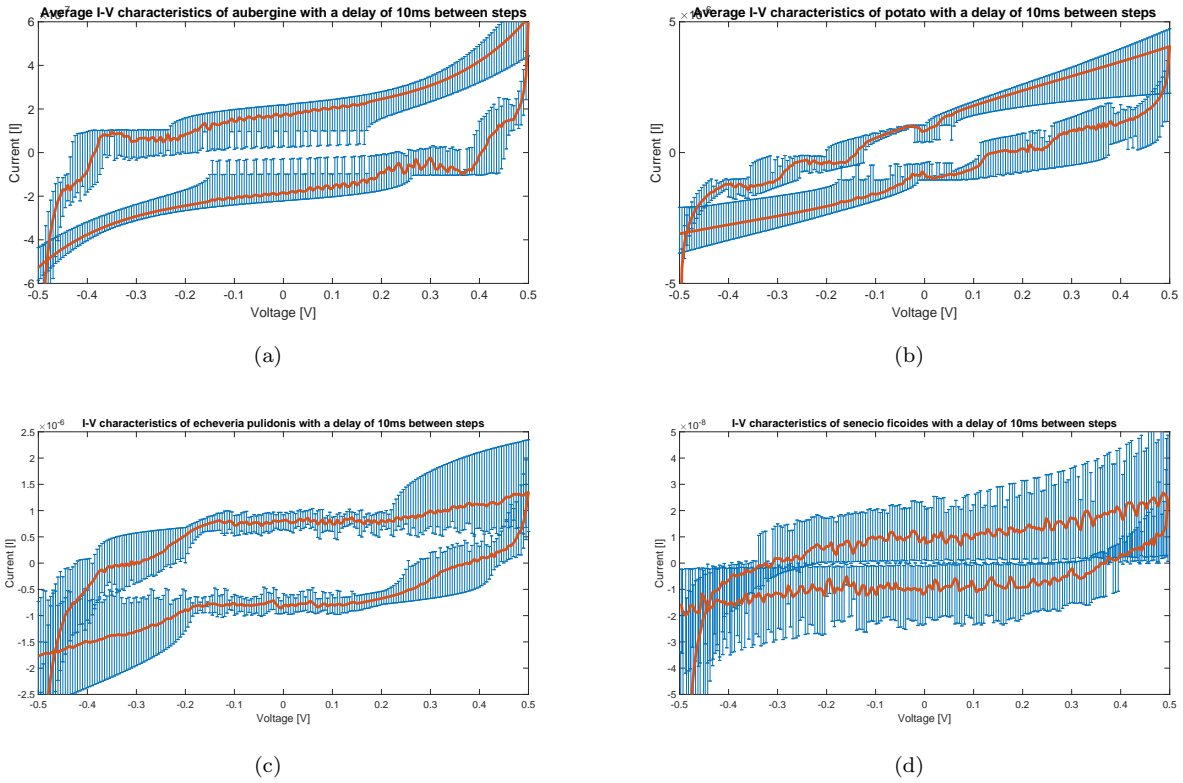 Average I-V characteristics of aubergine with a delay of 10ms between steps
×10^-7
6
4
2
0
-2
-4
-6
Current [I]
-0.5 -0.4 -0.3 -0.2 -0.1 0 0.1 0.2 0.3 0.4 0.5
Voltage [V]
(a)
Average I-V characteristics of potato with a delay of 10ms between steps
×10^-6
5
0
-5
Current [I]
-0.5 -0.4 -0.3 -0.2 -0.1 0 0.1 0.2 0.3 0.4 0.5
Voltage [V]
(b)
I-V characteristics of echeveria pulidonis with a delay of 10ms between steps
×10^-6
2.5
2
1.5
1
0.5
0
-0.5
-1
-1.5
-2
-2.5
Current [I]
-0.5 -0.4 -0.3 -0.2 -0.1 0 0.1 0.2 0.3 0.4 0.5
Voltage [V]
(c)
I-V characteristics of senecio ficoides with a delay of 10ms between steps
×10^-8
5
4
3
2
1
0
-1
-2
-3
-4
-5
Current [I]
-0.5 -0.4 -0.3 -0.2 -0.1 0 0.1 0.2 0.3 0.4 0.5
Voltage [V]
(d)